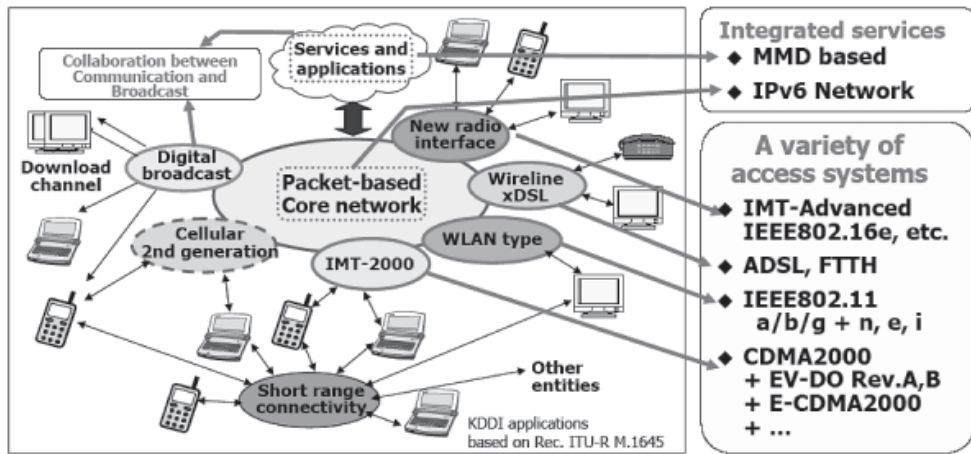 Collaboration between
Communication and
Broadcast
Services and
applications
New radio
interface
Download
channel
Digital
broadcast
Packet-based
Core network
Wireline
xDSL
Cellular
2nd generation
IMT-2000
WLAN type
Short range
connectivity
Other
entities
KDDI applications
based on Rec. ITU-R M.1645
Integrated services
◆ MMD based
◆ IPv6 Network
A variety of
access systems
◆ IMT-Advanced
IEEE802.16e, etc.
◆ ADSL, FTTH
◆ IEEE802.11
a/b/g + n, e, i
◆ CDMA2000
+ EV-DO Rev.A,B
+ E-CDMA2000
+ ...